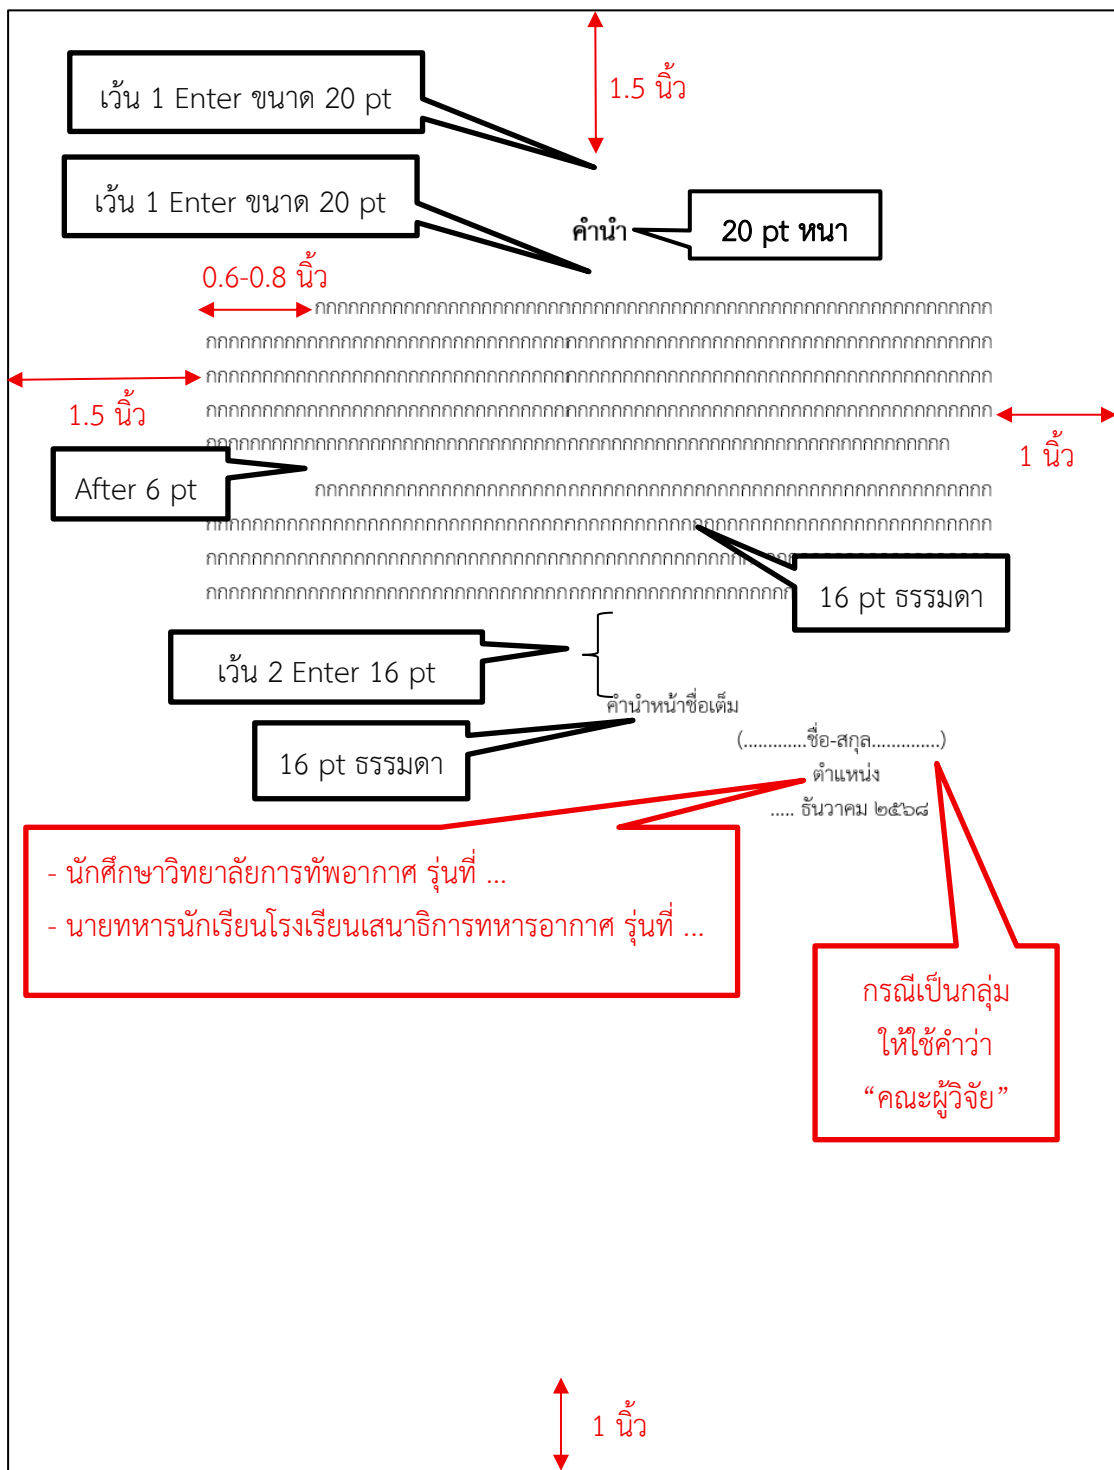 1.5 นิ้ว
เว้น 1 Enter ขนาด 20 pt
เว้น 1 Enter ขนาด 20 pt
คำนำ
20 pt หนา
0.6-0.8 นิ้ว
1.5 นิ้ว
1 นิ้ว
After 6 pt
16 pt ธรรมดา
เว้น 2 Enter 16 pt
คำนำหน้าชื่อเต็ม
16 pt ธรรมดา
(.............ชื่อ-สกุล..............)
ตำแหน่ง
..... ธันวาคม ๒๕๖๘
- นักศึกษาวิทยาลัยการทัพอากาศ รุ่นที่ ...
- นายทหารนักเรียนโรงเรียนเสนาธิการทหารอากาศ รุ่นที่ ...
กรณีเป็นกลุ่ม
ให้ใช้คำว่า
“คณะผู้วิจัย”
1 นิ้ว